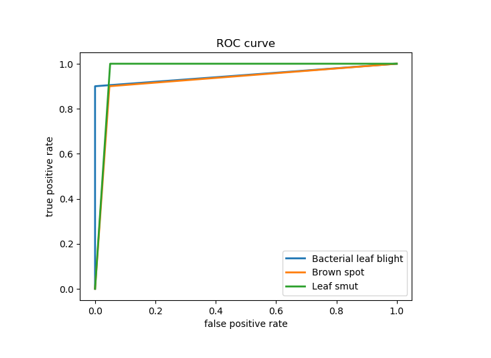 ROC curve
true positive rate
1.0
0.8
0.6
0.4
0.2
0.0
Bacterial leaf blight
Brown spot
Leaf smut
0.0 0.2 0.4 0.6 0.8 1.0
false positive rate